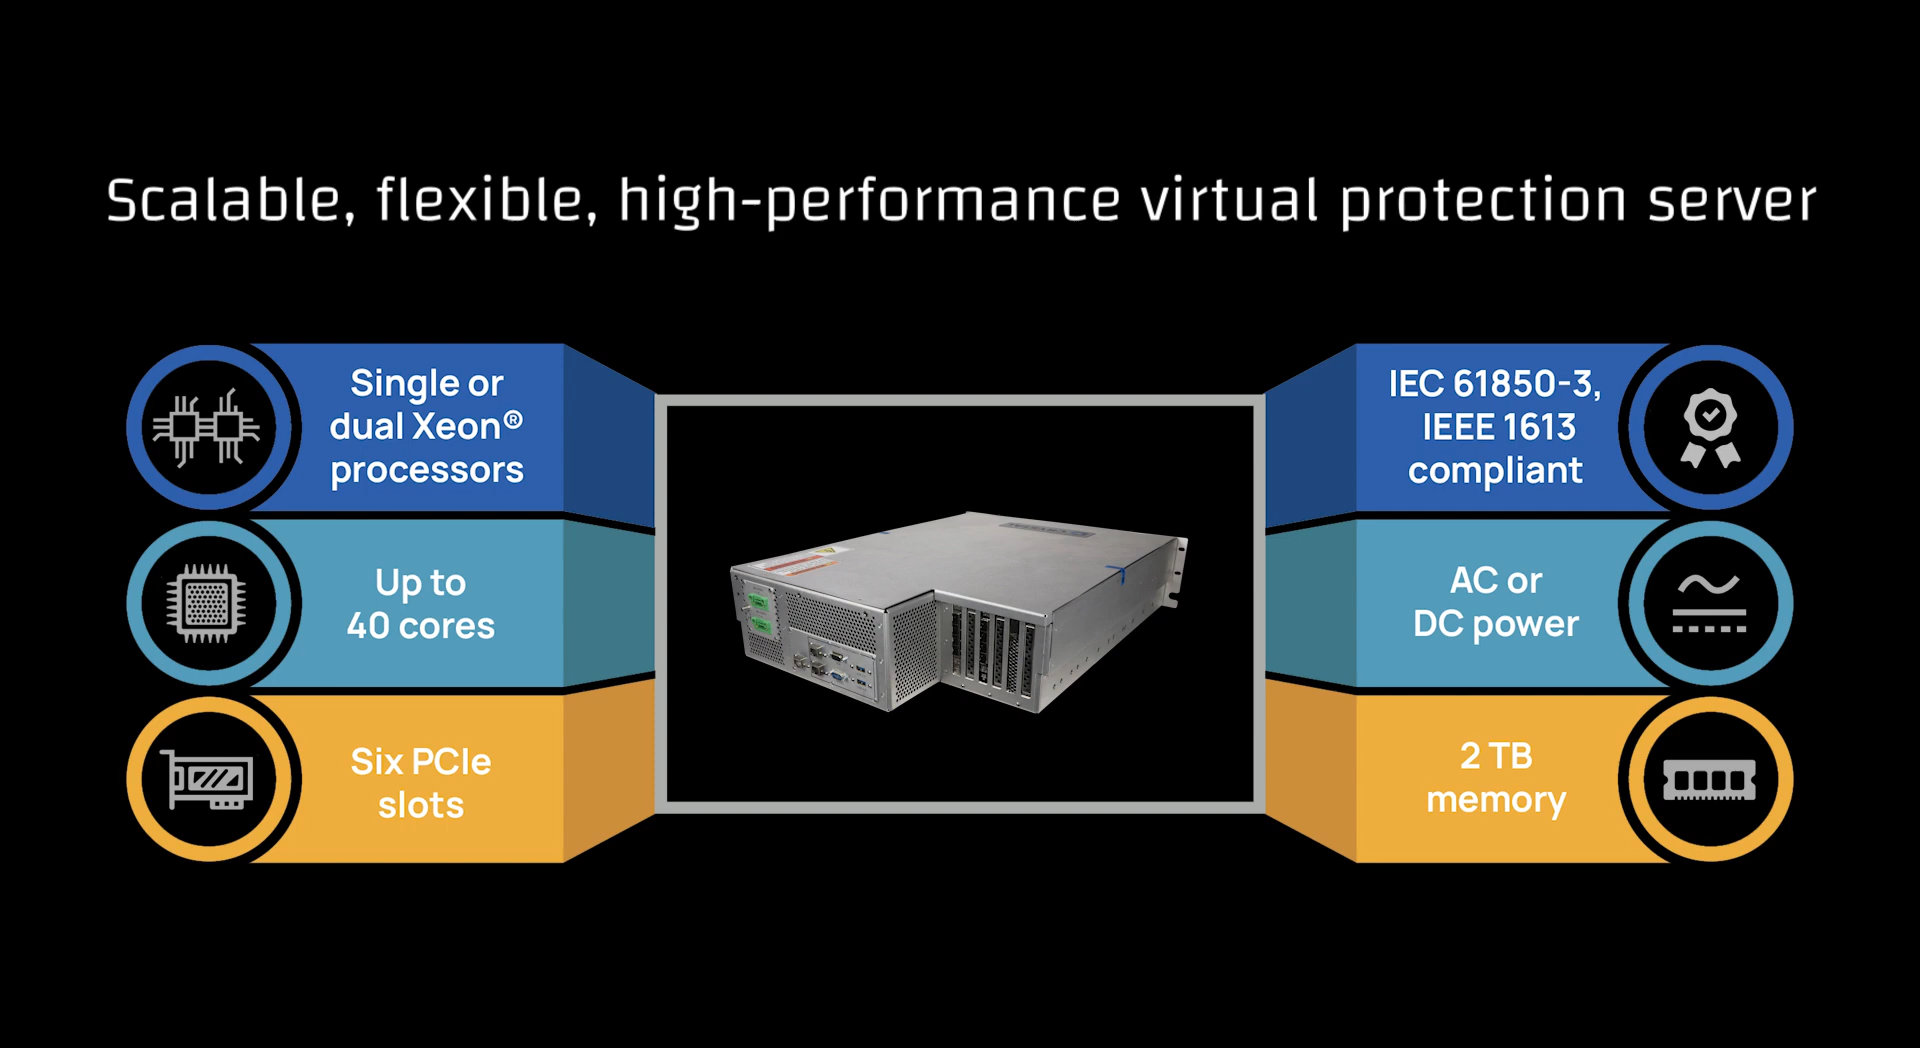 Scalable, flexible, high-performance virtual protection server
Single or
dual Xeon®
processors
Up to
40 cores
Six PCIe
slots
IEC 61850-3,
IEEE 1613
compliant
AC or
DC power
2 TB
memory